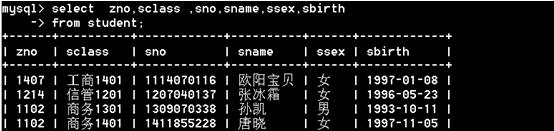 mysql> select  zno,sclass ,sno,sname,ssex,sbirth
    -> from student;
+------+----------+------------+----------+------+------------+
| zno  | sclass   | sno        | sname    | ssex | sbirth     |
+------+----------+------------+----------+------+------------+
| 1407 | 工商1401 | 1114070116 | 欧阳宝贝 | 女   | 1997-01-08 |
| 1214 | 信管1201 | 1207040137 | 张冰霜   | 女   | 1996-05-23 |
| 1102 | 商务1301 | 1309070338 | 孙凯     | 男   | 1993-10-11 |
| 1102 | 商务1401 | 1411855228 | 唐晓     | 女   | 1997-11-05 |